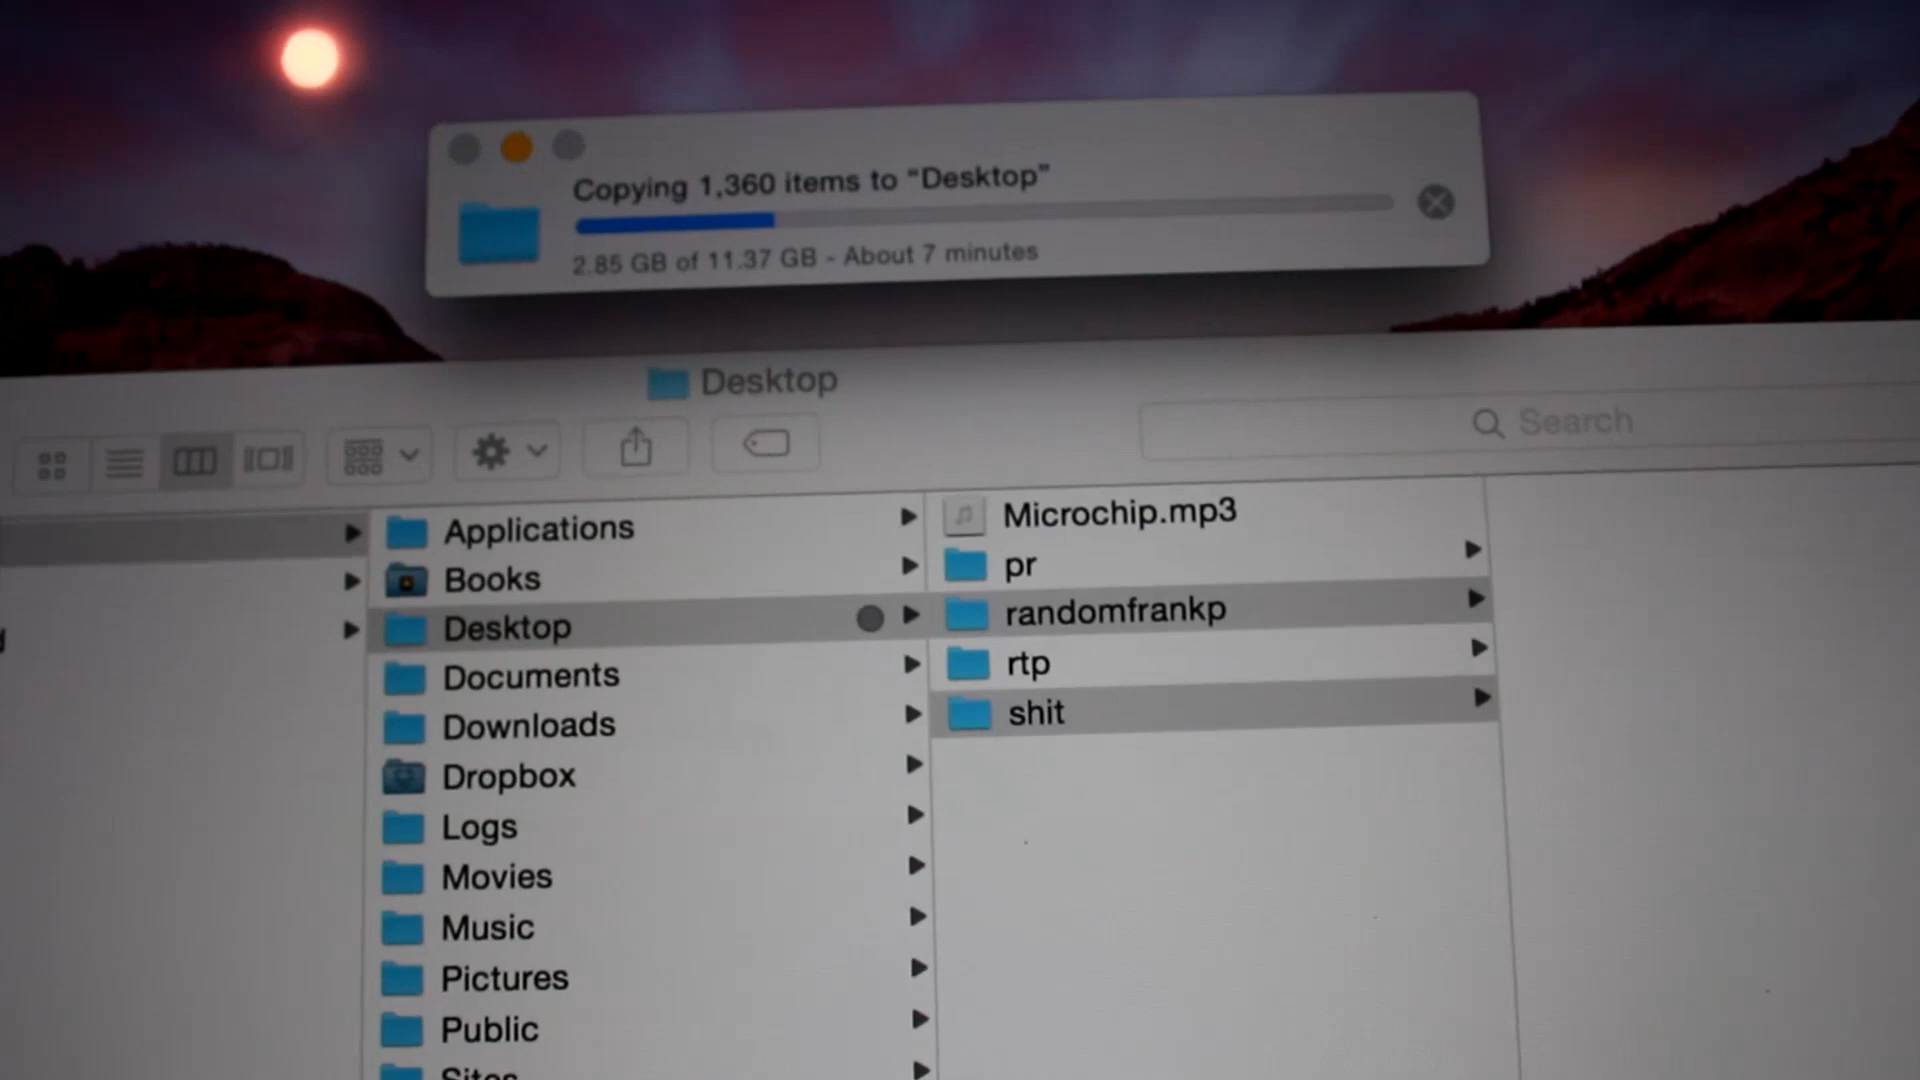 Copying 1,360 items to “Desktop”
2.85 GB of 11.37 GB - About 7 minutes
Desktop
Search
Applications
Books
Desktop
Documents
Downloads
Dropbox
Logs
Movies
Music
Pictures
Public
Sites
Microchip.mp3
pr
randomfrankp
rtp
shit